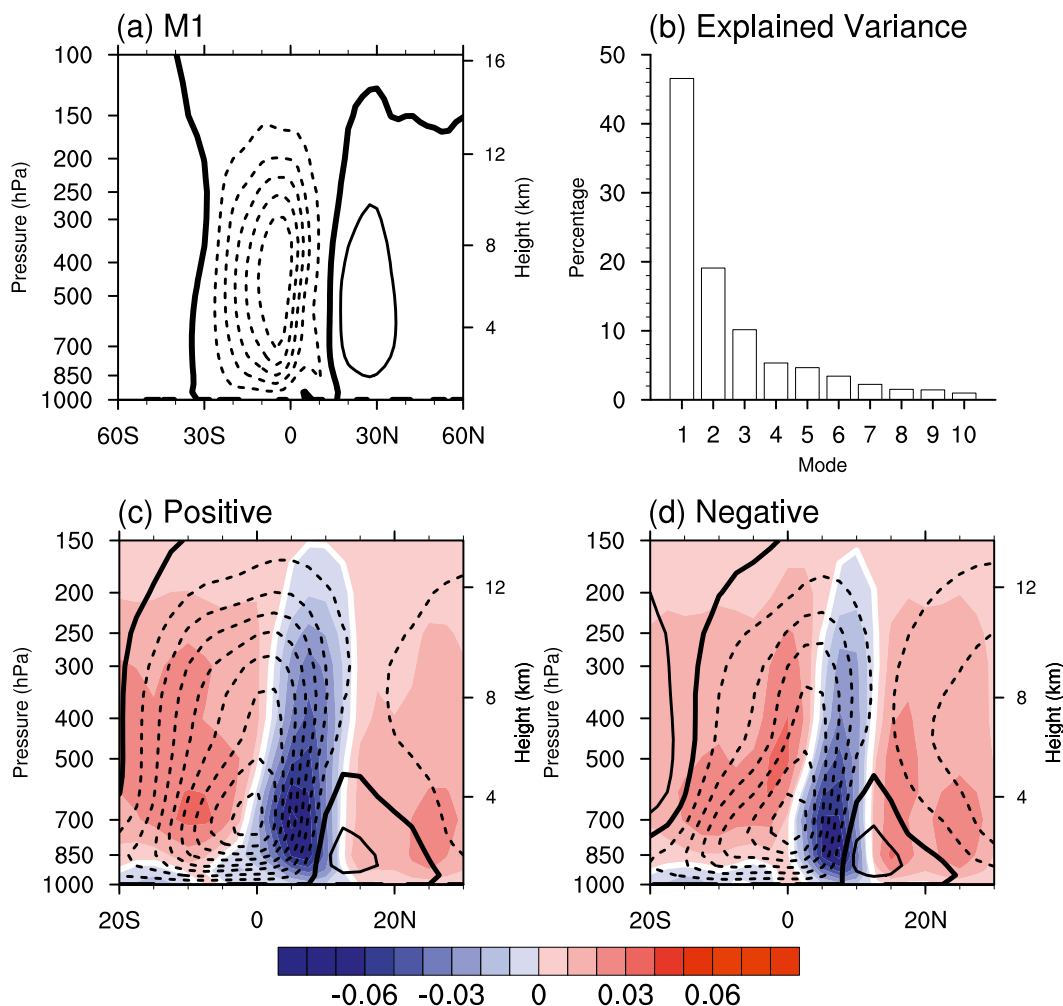 (a) M1
100
150
200
250
300
400
500
700
850
1000
Pressure (hPa)
16
12
8
4
Height (km)
60S 30S 0 30N 60N
(b) Explained Variance
50
40
30
20
10
0
Percentage
1 2 3 4 5 6 7 8 9 10
Mode
(c) Positive
150
200
250
300
400
500
700
850
1000
Pressure (hPa)
12
8
4
Height (km)
20S 0 20N
(d) Negative
150
200
250
300
400
500
700
850
1000
Pressure (hPa)
12
8
4
Height (km)
20S 0 20N
-0.06 -0.03 0 0.03 0.06